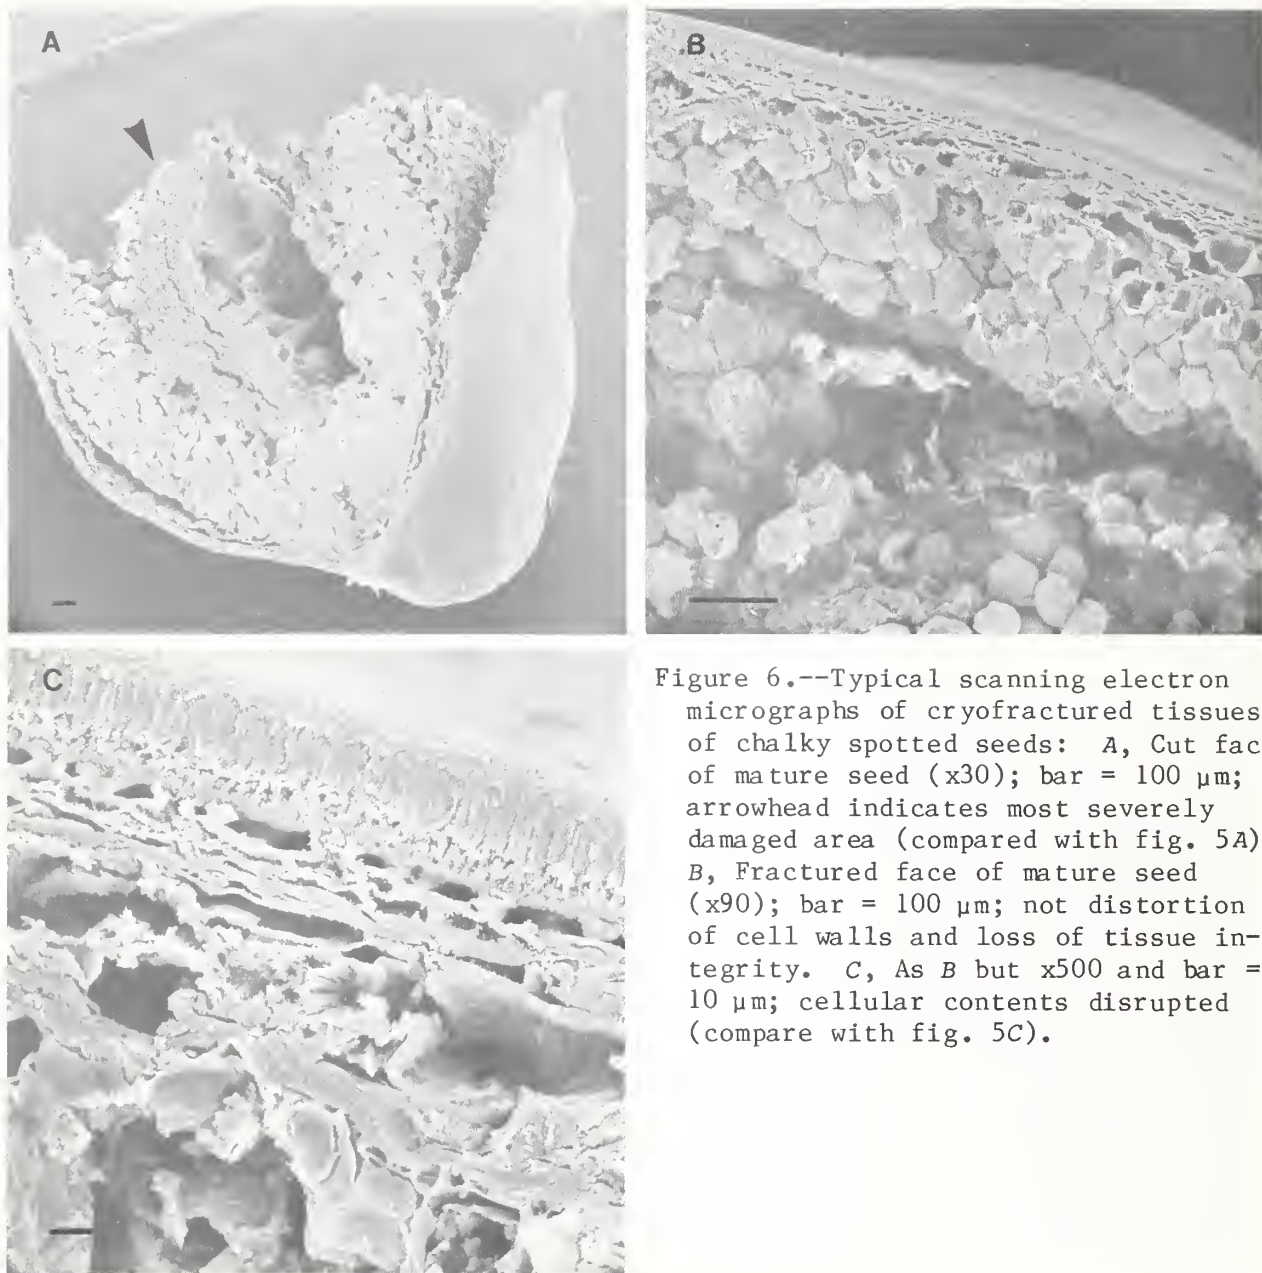 A
B
C
Figure 6.--Typical scanning electron
micrographs of cryofractured tissues
of chalky spotted seeds: A, Cut fac
of mature seed (x30); bar = 100 µm;
arrowhead indicates most severely
damaged area (compared with fig. 5A)
B, Fractured face of mature seed
(x90); bar = 100 µm; not distortion
of cell walls and loss of tissue in-
tegrity. C, As B but x500 and bar =
10 µm; cellular contents disrupted
(compare with fig. 5C).